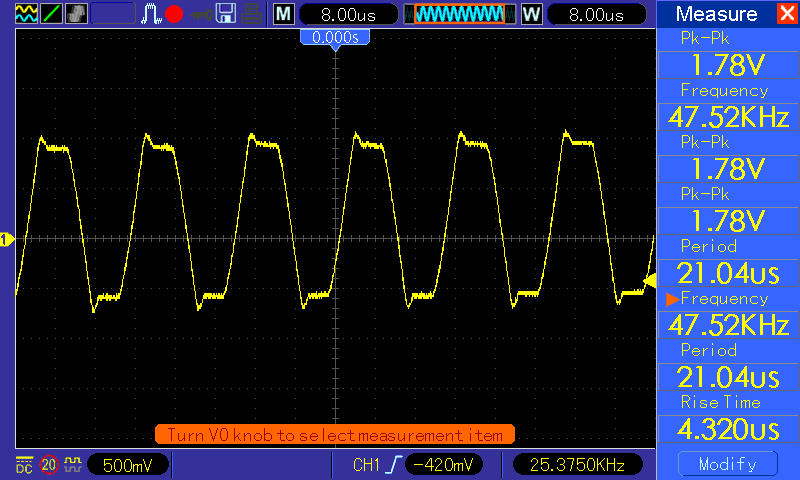 M 8.00us W 8.00us Measure X
0.000s
Pk-Pk
1.78V
Frequency
47.52KHz
Pk-Pk
1.78V
Pk-Pk
1.78V
Period
21.04us
Frequency
47.52KHz
Period
21.04us
Rise Time
4.320us
1
Turn V0 knob to select measurement item
DC 20 500mV CH1 -420mV 25.3750KHz Modify